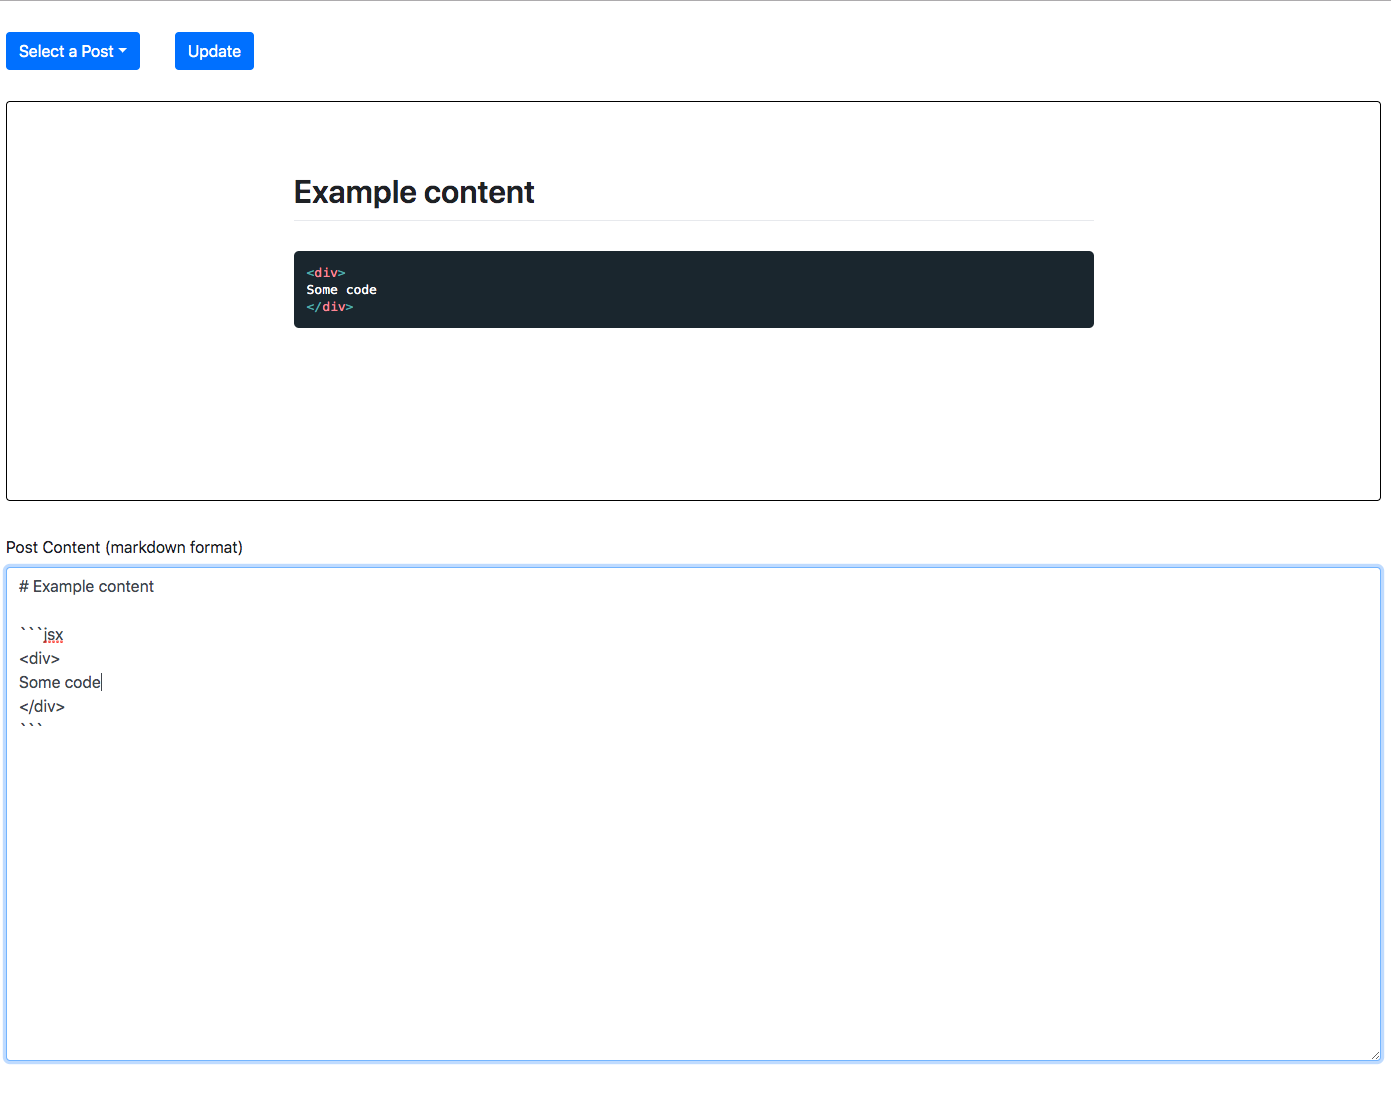 Select a Post
Update
Example content
<div>
Some code
</div>
Post Content (markdown format)
# Example content
```jsx
<div>
Some code
</div>
```